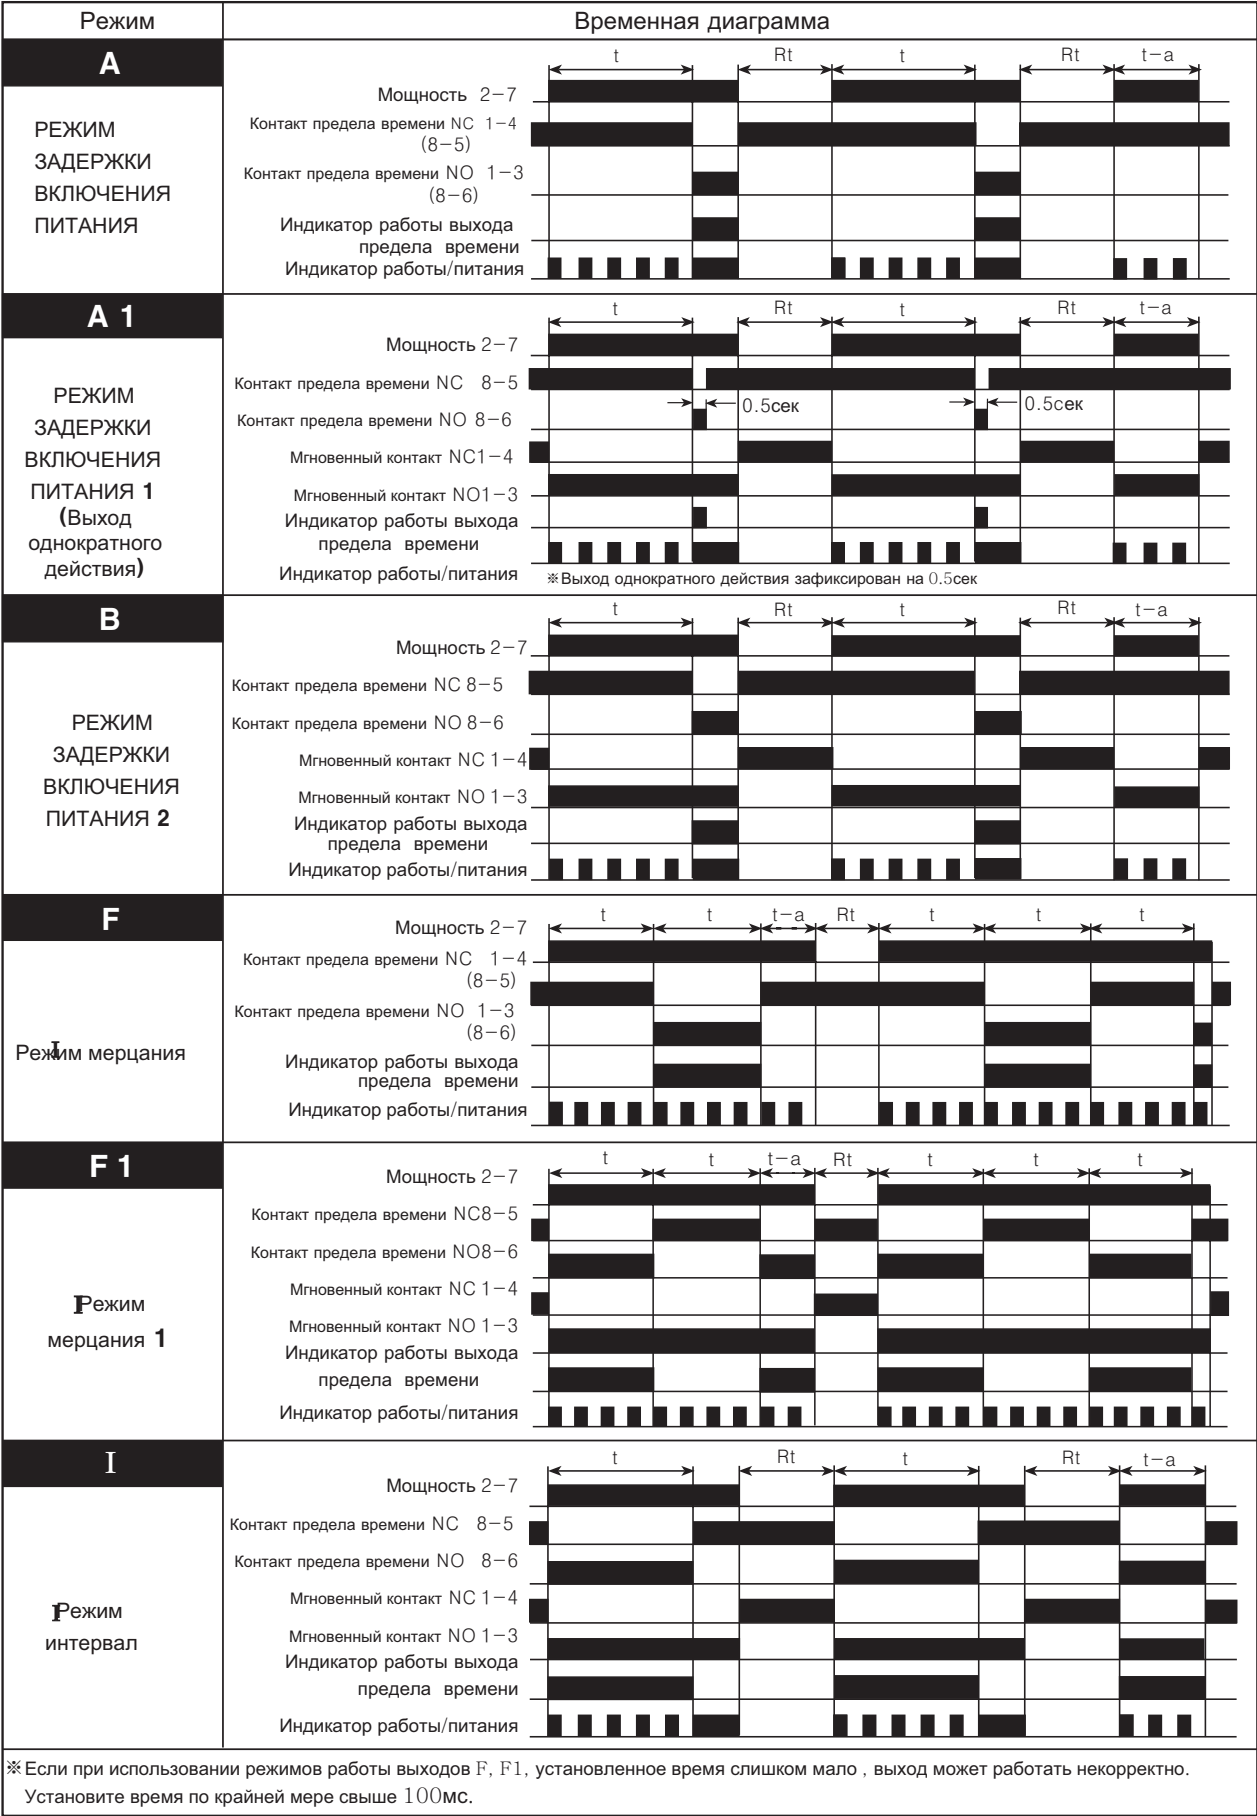 Режим Временная диаграмма
A
РЕЖИМ
ЗАДЕРЖКИ
ВКЛЮЧЕНИЯ
ПИТАНИЯ
t Rt t Rt t-a
Мощность 2-7
Контакт предела времени NC 1-4
(8-5)
Контакт предела времени NO 1-3
(8-6)
Индикатор работы выхода
предела времени
Индикатор работы/питания
A 1
РЕЖИМ
ЗАДЕРЖКИ
ВКЛЮЧЕНИЯ
ПИТАНИЯ 1
(Выход
однократного
действия)
t Rt t Rt t-a
Мощность 2-7
Контакт предела времени NC 8-5
0.5сек 0.5сек
Контакт предела времени NO 8-6
Мгновенный контакт NC1-4
Мгновенный контакт NO1-3
Индикатор работы выхода
предела времени
Индикатор работы/питания
※Выход однократного действия зафиксирован на 0.5сек
B
РЕЖИМ
ЗАДЕРЖКИ
ВКЛЮЧЕНИЯ
ПИТАНИЯ 2
t Rt t Rt t-a
Мощность 2-7
Контакт предела времени NC 8-5
Контакт предела времени NO 8-6
Мгновенный контакт NC 1-4
Мгновенный контакт NO 1-3
Индикатор работы выхода
предела времени
Индикатор работы/питания
F
Режим мерцания
t t t-a Rt t t t
Мощность 2-7
Контакт предела времени NC 1-4
(8-5)
Контакт предела времени NO 1-3
(8-6)
Индикатор работы выхода
предела времени
Индикатор работы/питания
F 1
Режим
мерцания 1
t t t-a Rt t t t
Мощность 2-7
Контакт предела времени NC8-5
Контакт предела времени NO8-6
Мгновенный контакт NC 1-4
Мгновенный контакт NO 1-3
Индикатор работы выхода
предела времени
Индикатор работы/питания
I
Режим
интервал
t Rt t Rt t-a
Мощность 2-7
Контакт предела времени NC 8-5
Контакт предела времени NO 8-6
Мгновенный контакт NC 1-4
Мгновенный контакт NO 1-3
Индикатор работы выхода
предела времени
Индикатор работы/питания
※Если при использовании режимов работы выходов F, F1, установленное время слишком мало , выход может работать некорректно.
Установите время по крайней мере свыше 100мс.